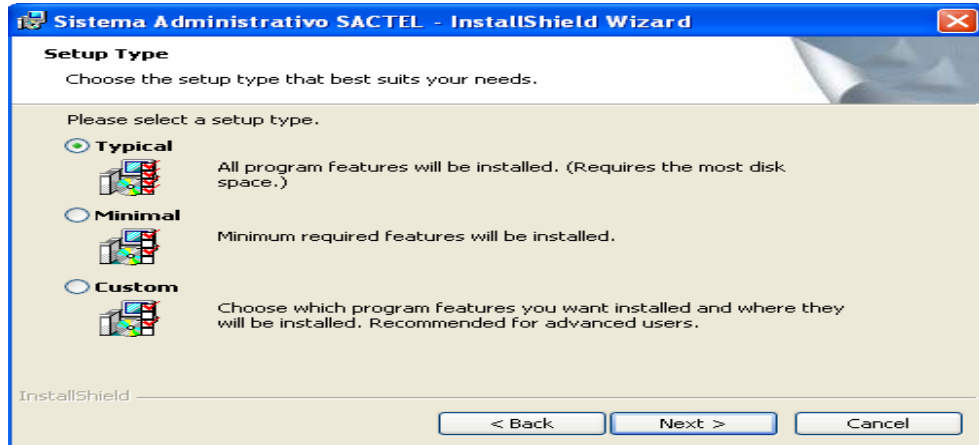 Sistema Administrativo SACTEL - InstallShield Wizard
Setup Type
Choose the setup type that best suits your needs.
Please select a setup type.
Typical
All program features will be installed. (Requires the most disk
space.)
Minimal
Minimum required features will be installed.
Custom
Choose which program features you want installed and where they
will be installed. Recommended for advanced users.
InstallShield
< Back
Next >
Cancel